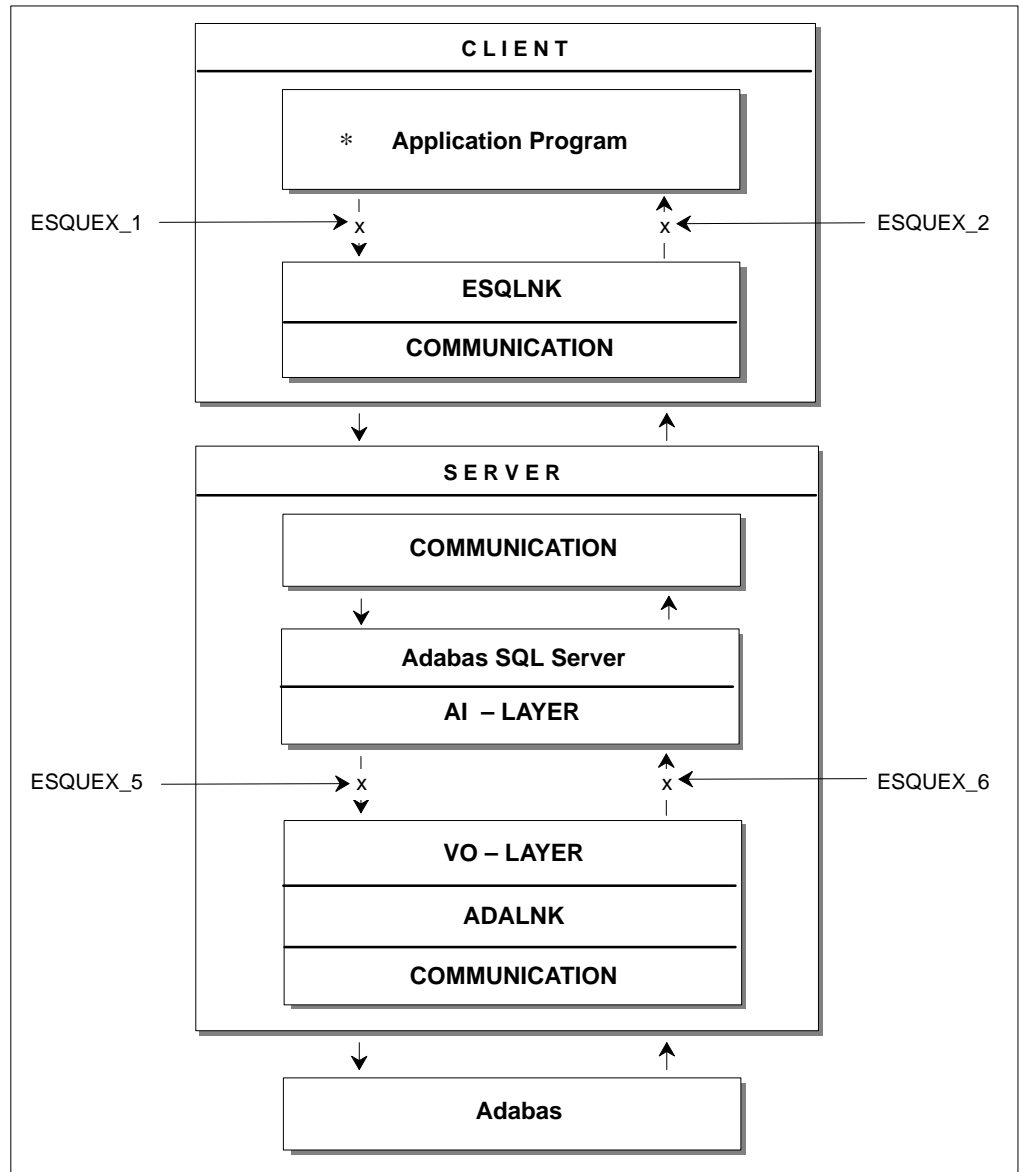 C L I E N T
* Application Program
ESQUEX_1
x
x
ESQUEX_2
ESQLNK
COMMUNICATION
S E R V E R
COMMUNICATION
Adabas SQL Server
AI – LAYER
ESQUEX_5
x
x
ESQUEX_6
VO – LAYER
ADALNK
COMMUNICATION
Adabas